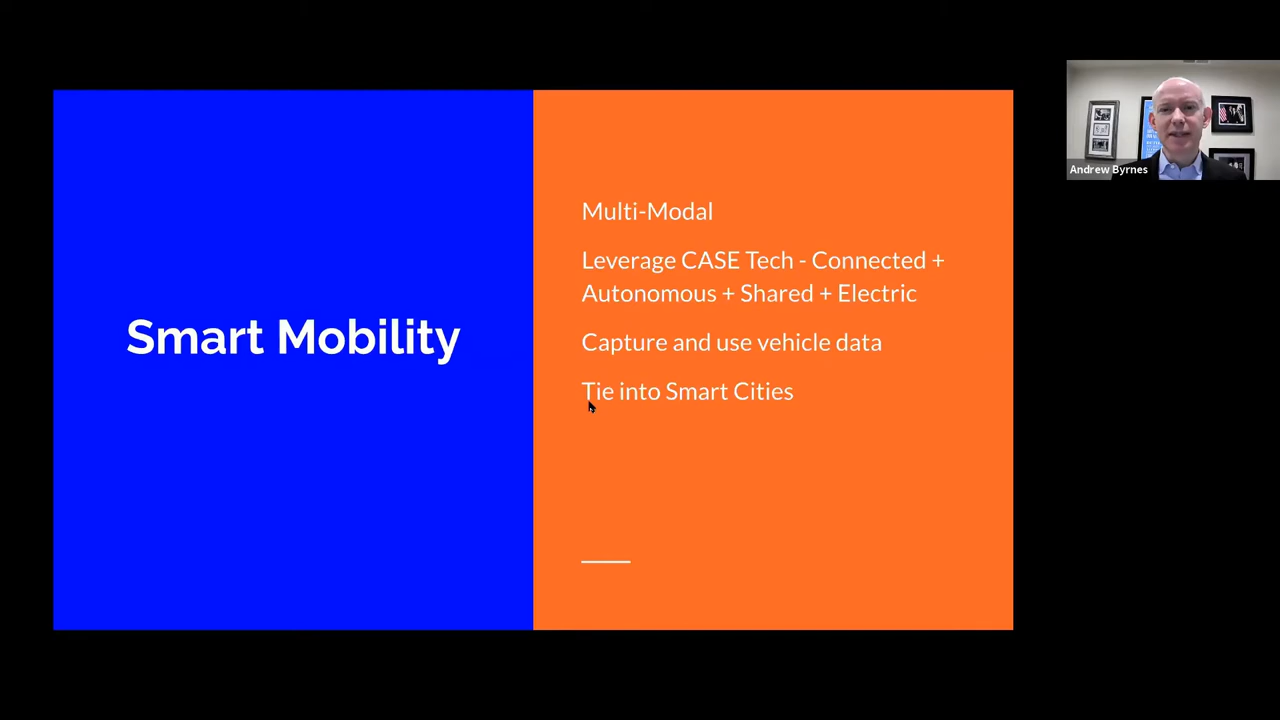 Smart Mobility
Multi-Modal
Leverage CASE Tech - Connected +
Autonomous + Shared + Electric
Capture and use vehicle data
Tie into Smart Cities
Andrew Byrnes